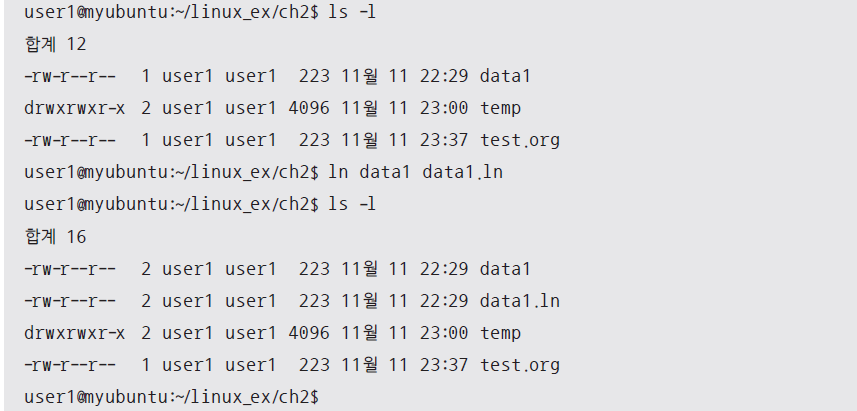 user1@myubuntu:~/linux_ex/ch2$ ls -l
합계 12
-rw-r--r-- 1 user1 user1 223 11월 11 22:29 data1
drwxrwxr-x 2 user1 user1 4096 11월 11 23:00 temp
-rw-r--r-- 1 user1 user1 223 11월 11 23:37 test.org
user1@myubuntu:~/linux_ex/ch2$ ln data1 data1.ln
user1@myubuntu:~/linux_ex/ch2$ ls -l
합계 16
-rw-r--r-- 2 user1 user1 223 11월 11 22:29 data1
-rw-r--r-- 2 user1 user1 223 11월 11 22:29 data1.ln
drwxrwxr-x 2 user1 user1 4096 11월 11 23:00 temp
-rw-r--r-- 1 user1 user1 223 11월 11 23:37 test.org
user1@myubuntu:~/linux_ex/ch2$